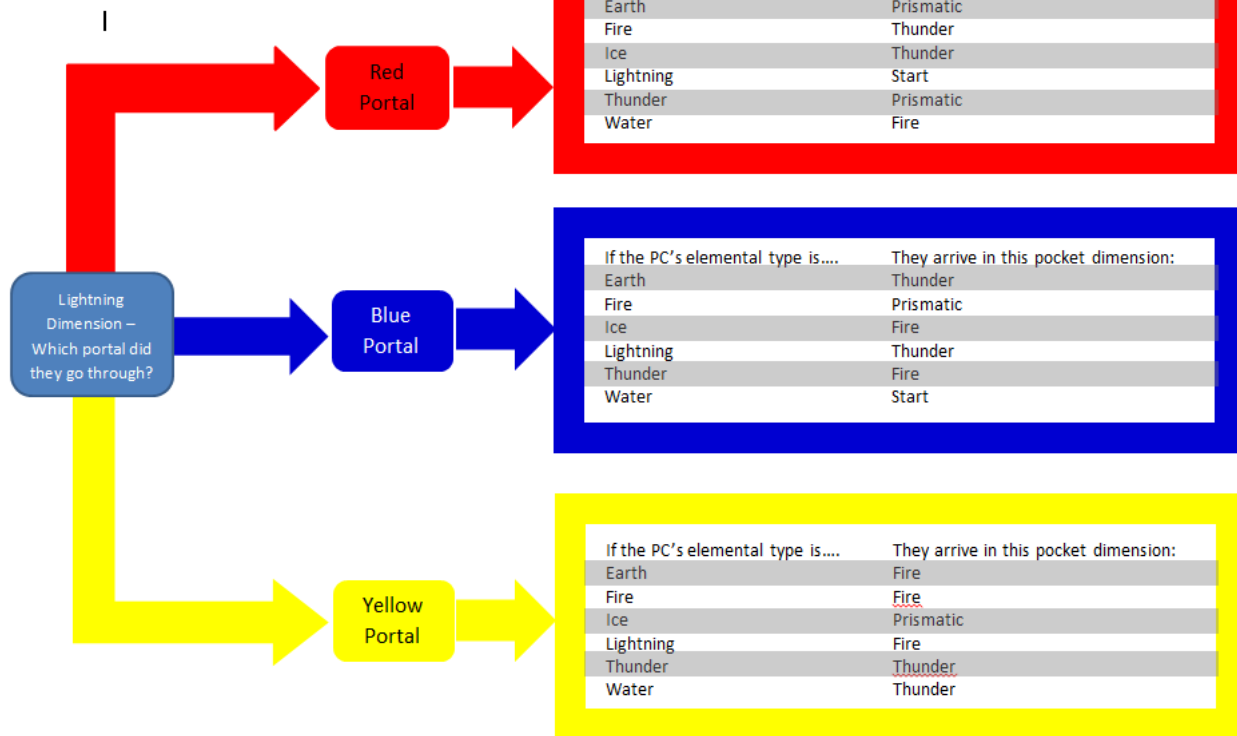 Earth Prismatic
Fire Thunder
Ice Thunder
Lightning Start
Thunder Prismatic
Water Fire
Red
Portal
Lightning
Dimension –
Which portal did
they go through?
Blue
Portal
If the PC's elemental type is.... They arrive in this pocket dimension:
Earth Thunder
Fire Prismatic
Ice Fire
Lightning Thunder
Thunder Fire
Water Start
Yellow
Portal
If the PC's elemental type is.... They arrive in this pocket dimension:
Earth Fire
Fire Fire
Ice Prismatic
Lightning Fire
Thunder Thunder
Water Thunder